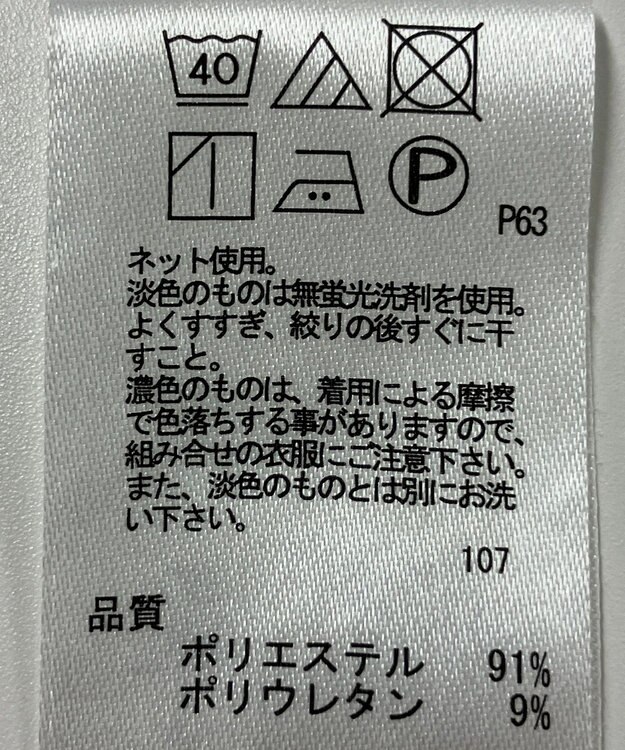 40
P
P63
ネット使用。
淡色のものは無蛍光洗剤を使用。
よくすすぎ、絞りの後すぐに干
すこと。
濃色のものは、着用による摩擦
で色落ちする事がありますので、
組み合せの衣服にご注意下さい。
また、淡色のものとは別にお洗
い下さい。
107
品質
ポリエステル 91%
ポリウレタン 9%